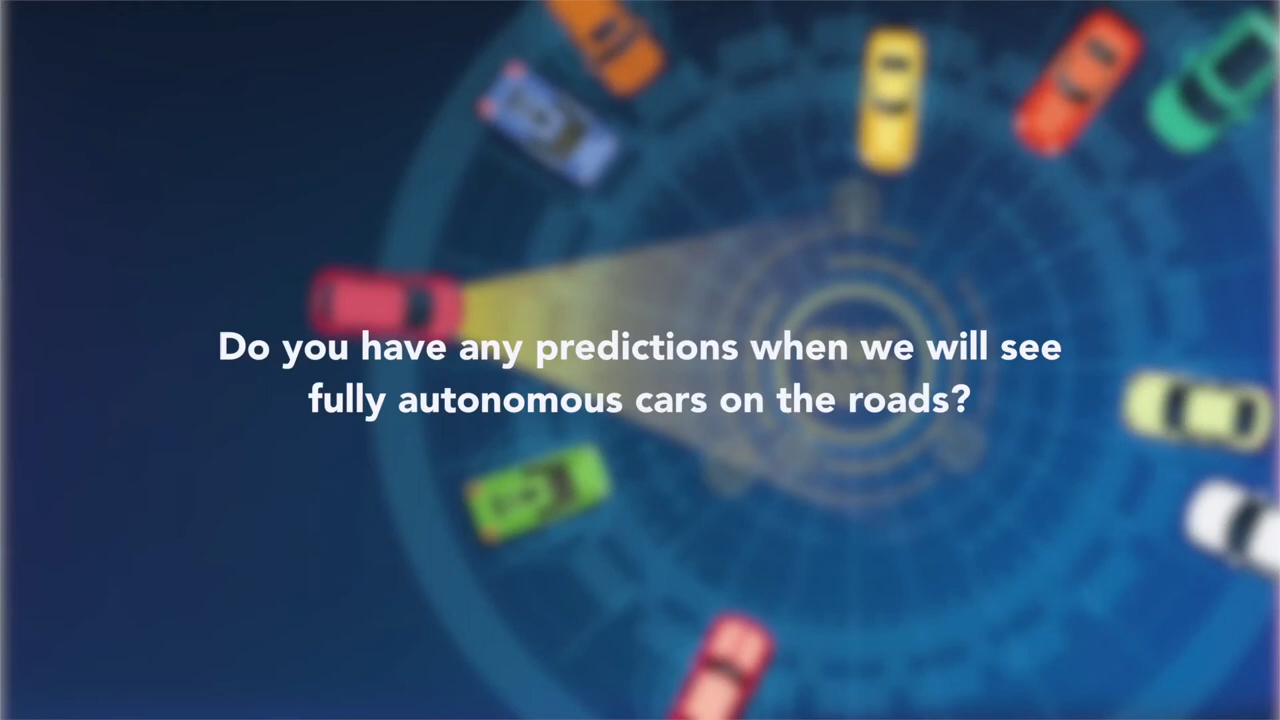 Do you have any predictions when we will see
fully autonomous cars on the roads?